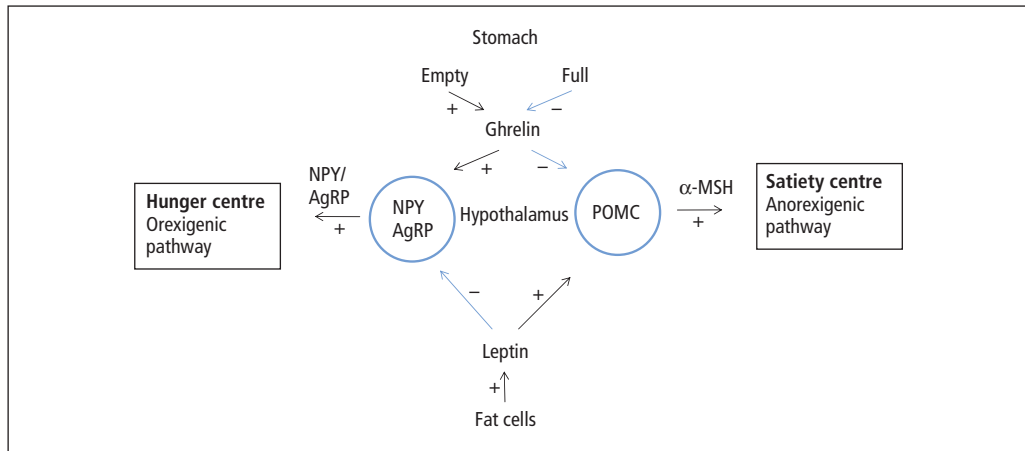 Stomach
Empty
Full
+
−
Ghrelin
+
−
Hunger centre
Orexigenic
pathway
NPY/
AgRP
+
NPY
AgRP
Hypothalamus
POMC
α-MSH
+
Satiety centre
Anorexigenic
pathway
−
+
Leptin
+
Fat cells